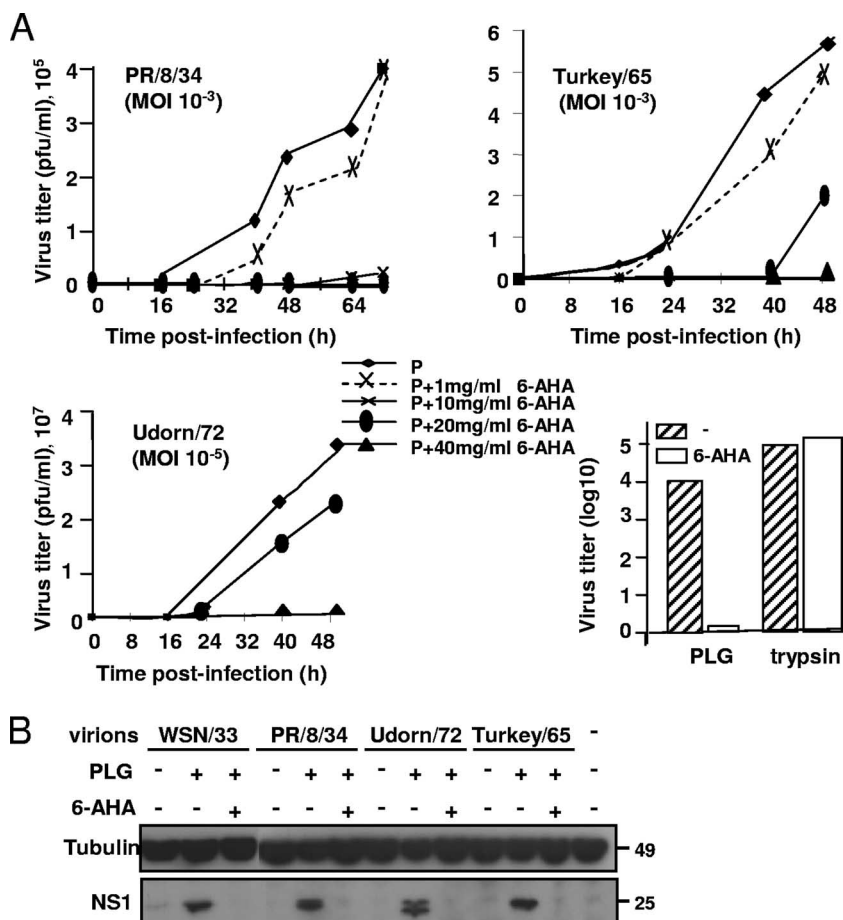 A
PR/8/34
(MOI 10-3)
Virus titer (pfu/ml), 10^5
4
3
2
1
0
0 16 32 48 64
Time post-infection (h)
Turkey/65
(MOI 10-3)
6
5
4
3
2
1
0
0 8 16 24 32 40 48
Time post-infection (h)
P
P+1mg/ml 6-AHA
P+10mg/ml 6-AHA
P+20mg/ml 6-AHA
P+40mg/ml 6-AHA
Udorn/72
(MOI 10-5)
Virus titer (pfu/ml), 10^7
4
3
2
1
0
0 8 16 24 32 40 48
Time post-infection (h)
-
6-AHA
Virus titer (log10)
5
4
3
2
1
0
PLG trypsin
B
virions WSN/33 PR/8/34 Udorn/72 Turkey/65 -
PLG - + + - + + - + + - + + -
6-AHA - - + - - + - - + - - + -
Tubulin 49
NS1 25